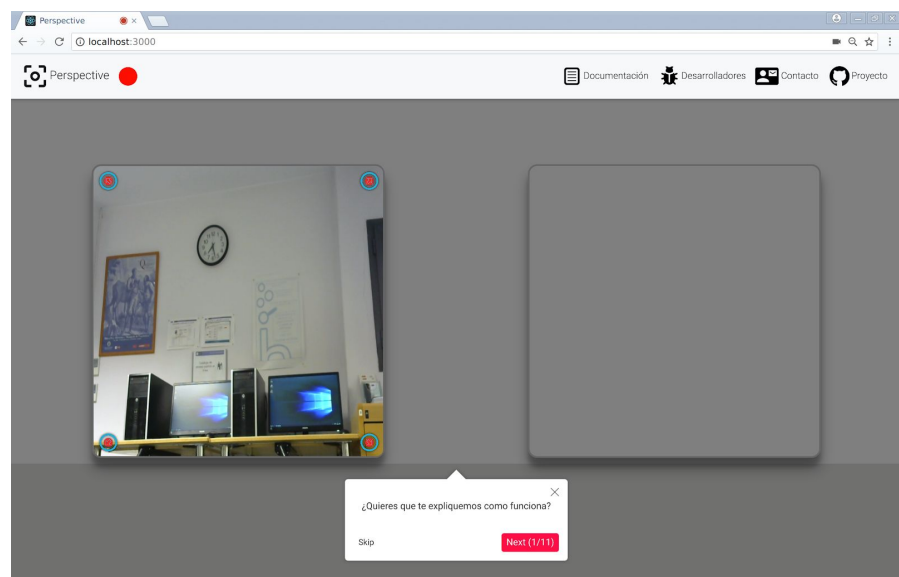 Perspective
localhost:3000
Perspective
Documentación
Desarrolladores
Contacto
Proyecto
¿Quieres que te expliquemos como funciona?
Skip
Next (1/11)